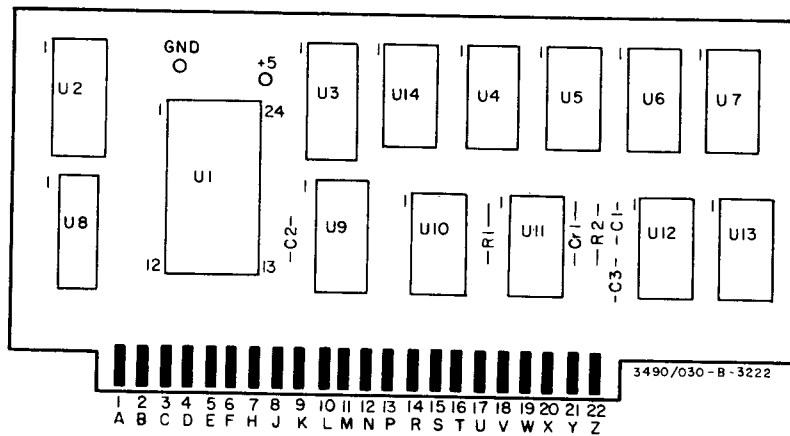 GND
+5
1 U2
1 24
U1
12 13
1 U3
1 U14
1 U4
1 U5
1 U6
1 U7
1 U8
-C2-
1 U9
1 U10
-R1-
1 U11
-Cr1-
-R2-
-C1-
-C3-
1 U12
1 U13
3490/030-B-3222
1 2 3 4 5 6 7 8 9 10 11 12 13 14 15 16 17 18 19 20 21 22
A B C D E F H J K L M N P R S T U V W X Y Z